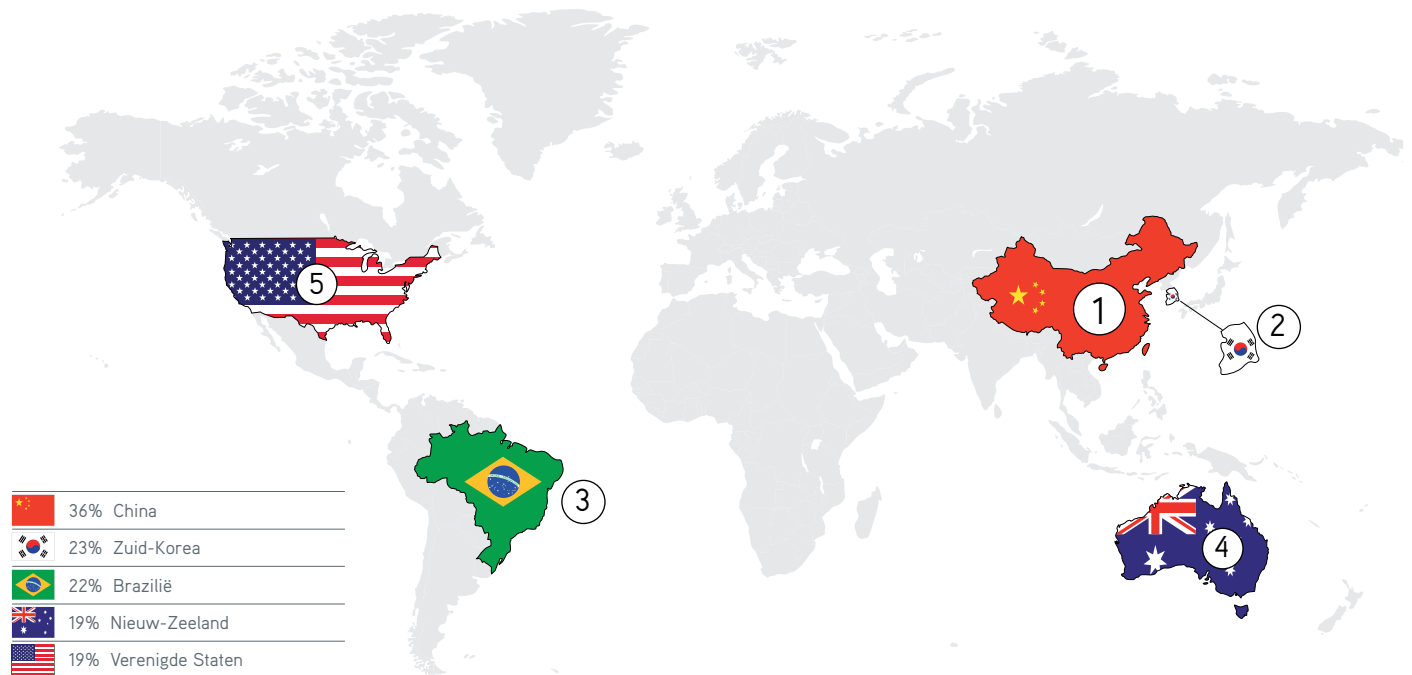 5
1
2
3
4
36% China
23% Zuid-Korea
22% Brazilië
19% Nieuw-Zeeland
19% Verenigde Staten